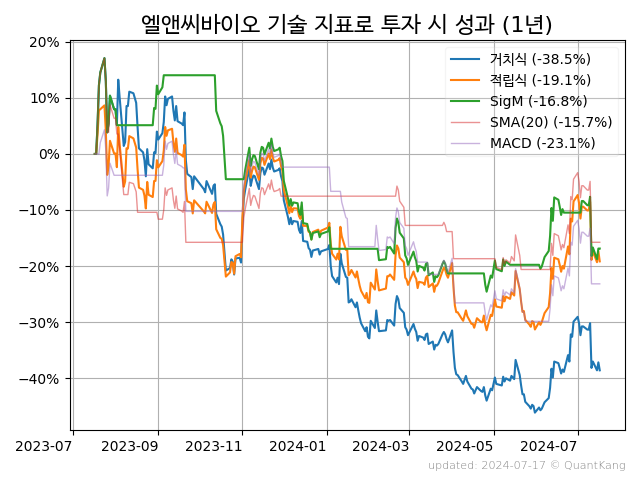 엘앤씨바이오 기술 지표로 투자 시 성과 (1년)
20%
10%
0%
−10%
−20%
−30%
−40%
거치식 (-38.5%)
적립식 (-19.1%)
SigM (-16.8%)
SMA(20) (-15.7%)
MACD (-23.1%)
2023-07
2023-09
2023-11
2024-01
2024-03
2024-05
2024-07
updated: 2024-07-17 © QuantKang